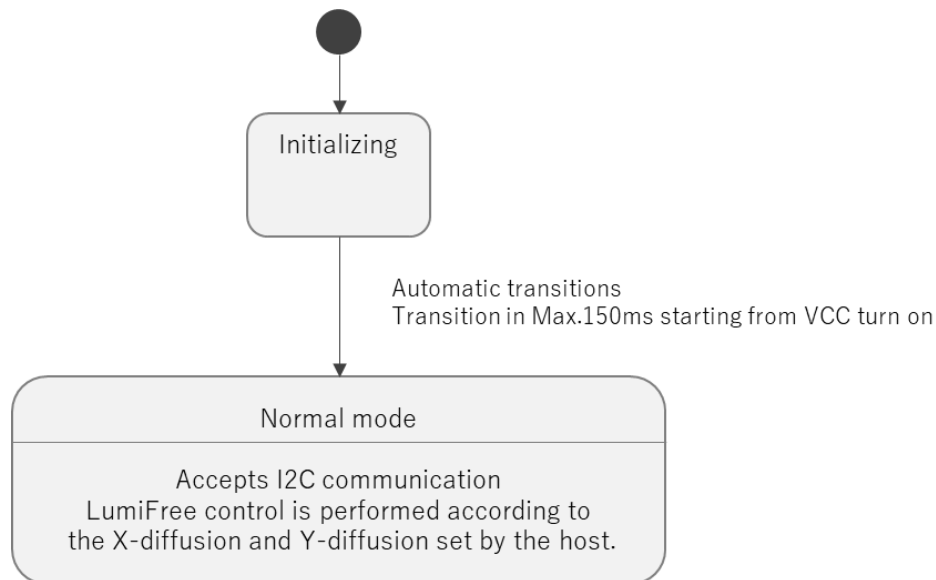 Initializing
Automatic transitions
Transition in Max.150ms starting from VCC turn on
Normal mode
Accepts I2C communication
LumiFree control is performed according to
the X-diffusion and Y-diffusion set by the host.